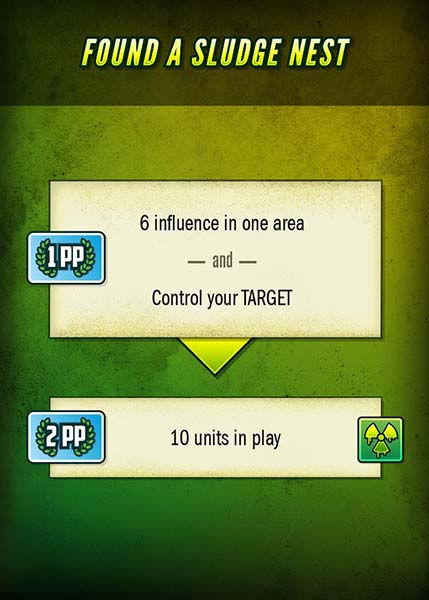 FOUND A SLUDGE NEST
6 influence in one area
1 PP
— and —
Control your TARGET
2 PP
10 units in play